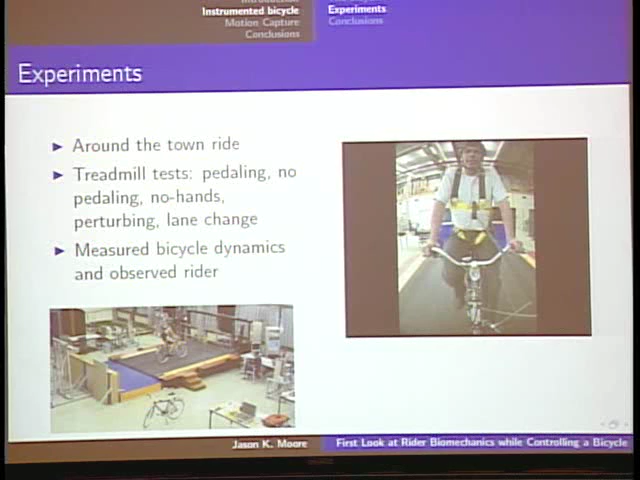 Instrumented bicycle
Motion Capture
Conclusions
Experiments
Conclusions
Experiments
Around the town ride
Treadmill tests: pedaling, no
pedaling, no-hands,
perturbing, lane change
Measured bicycle dynamics
and observed rider
Jason K. Moore
First Look at Rider Biomechanics while Controlling a Bicycle